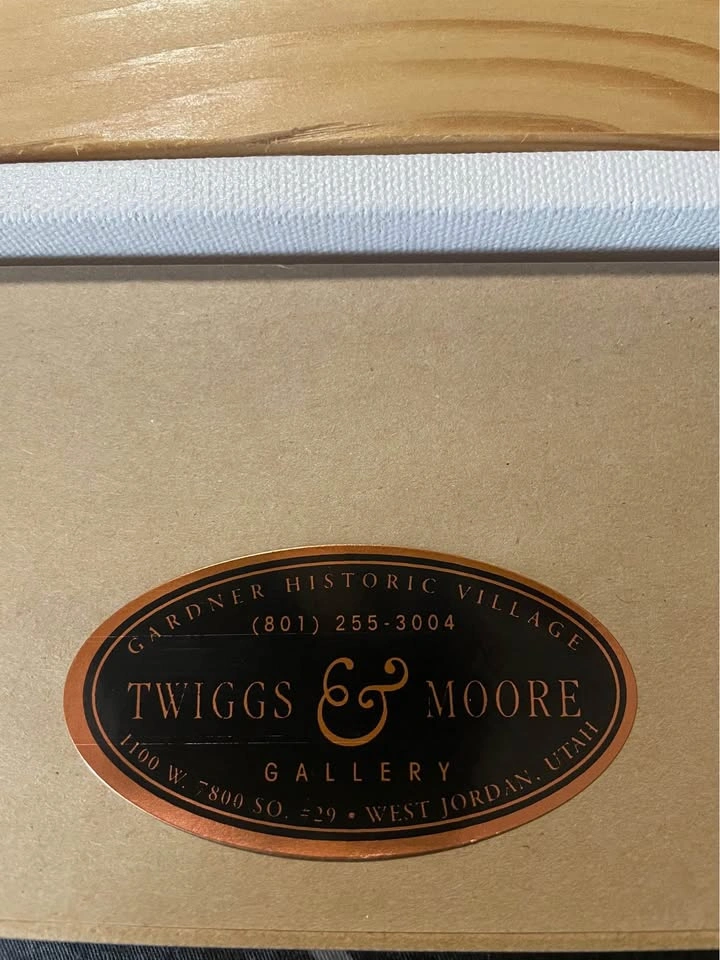 GARDNER HISTORIC VILLAGE
(801) 255-3004
TWIGGS & MOORE
GALLERY
1100 W. 7800 SO. #29 • WEST JORDAN, UTAH